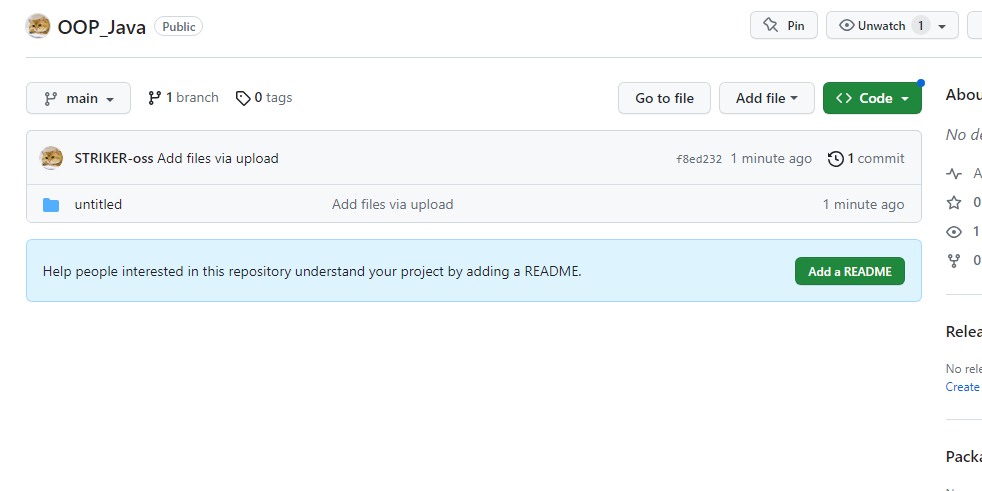 OOP_Java Public Pin Unwatch 1
main 1 branch 0 tags Go to file Add file Code
STRIKER-oss Add files via upload f8ed232 1 minute ago 1 commit
untitled Add files via upload 1 minute ago
Help people interested in this repository understand your project by adding a README. Add a README
Abou
No de
A
0
1
0
Relea
No rele
Create
Packa